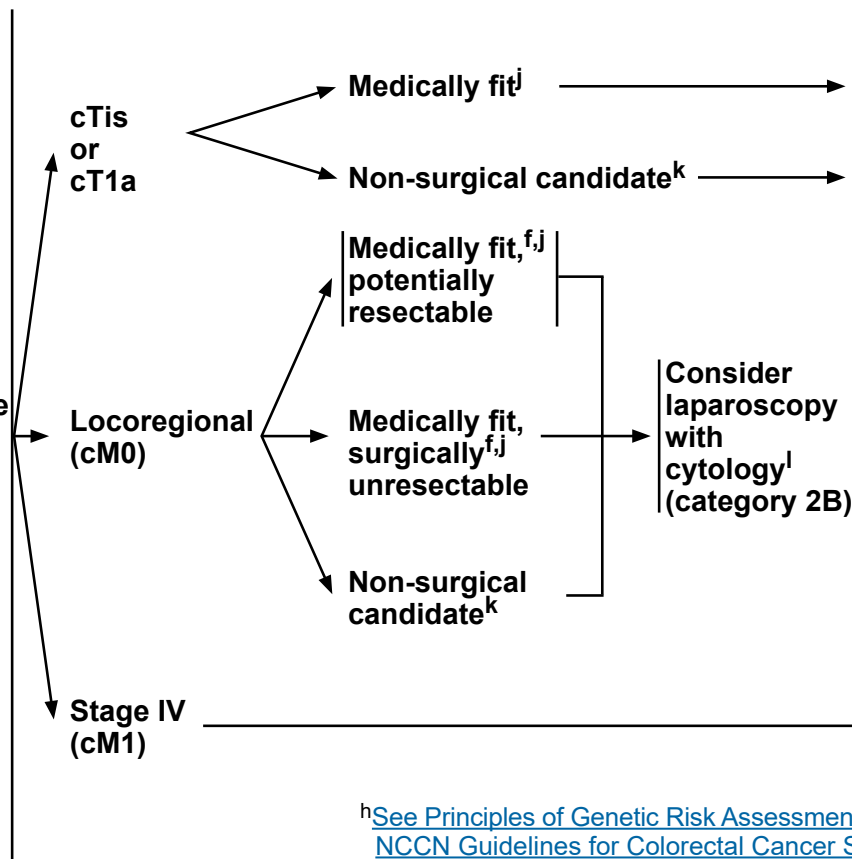 cTis
or
cT1a
Medically fitʲ
Non-surgical candidateᵏ
Locoregional
(cM0)
Medically fit,ᶠ,ʲ
potentially
resectable
Medically fit,
surgicallyᶠ,ʲ
unresectable
Non-surgical
candidateᵏ
Consider
laparoscopy
with
cytologyˡ
(category 2B)
Stage IV
(cM1)
ʰSee Principles of Genetic Risk Assessmen
NCCN Guidelines for Colorectal Cancer S